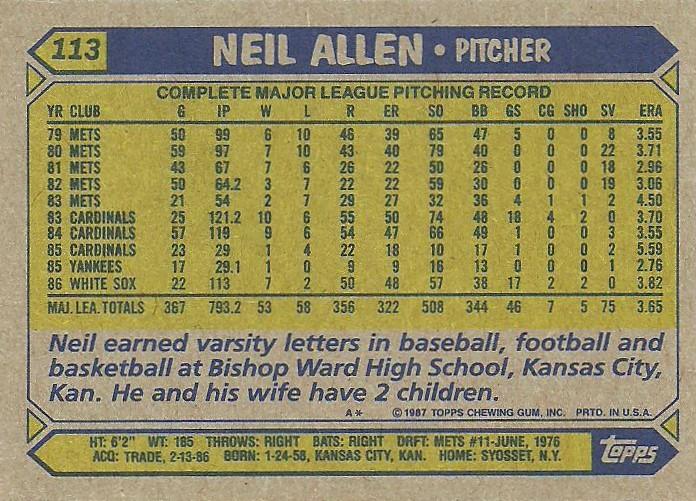 113 NEIL ALLEN • PITCHER
COMPLETE MAJOR LEAGUE PITCHING RECORD
YR CLUB G IP W L R ER SO BB GS CG SHO SV ERA
79 METS 50 99 6 10 46 39 65 47 5 0 0 8 3.55
80 METS 59 97 7 10 43 40 79 40 0 0 0 22 3.71
81 METS 43 67 7 6 26 22 50 26 0 0 0 18 2.96
82 METS 50 64.2 3 7 22 22 59 30 0 0 0 19 3.06
83 METS 21 54 2 7 29 27 32 36 4 1 1 2 4.50
83 CARDINALS 25 121.2 10 6 55 50 74 48 18 4 2 0 3.70
84 CARDINALS 57 119 9 6 54 47 66 49 1 0 0 3 3.55
85 CARDINALS 23 29 1 4 22 18 10 17 1 0 0 2 5.59
85 YANKEES 17 29.1 1 0 9 9 16 13 0 0 0 1 2.76
86 WHITE SOX 22 113 7 2 50 48 57 38 17 2 2 0 3.82
MAJ. LEA. TOTALS 367 793.2 53 58 356 322 508 344 46 7 5 75 3.65
Neil earned varsity letters in baseball, football and
basketball at Bishop Ward High School, Kansas City,
Kan. He and his wife have 2 children.
A* ©1987 TOPPS CHEWING GUM, INC. PRTD. IN U.S.A.
HT: 6'2" WT: 185 THROWS: RIGHT BATS: RIGHT DRFT: METS #11-JUNE, 1976
ACQ: TRADE, 2-13-86 BORN: 1-24-58, KANSAS CITY, KAN. HOME: SYOSSET, N.Y.
topps